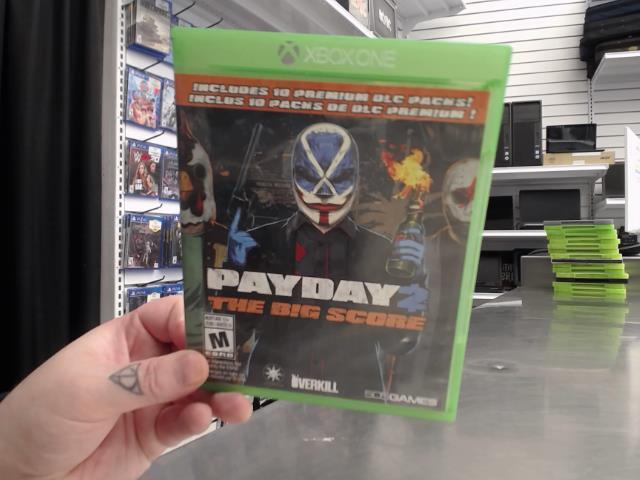 XBOX ONE
INCLUDES 10 PREMIUM DLC PACKS!
INCLUS 10 PACKS DE DLC PREMIUM !
PAYDAY 2
THE BIG SCORE
M
ESRB
OVERKILL
505 GAMES